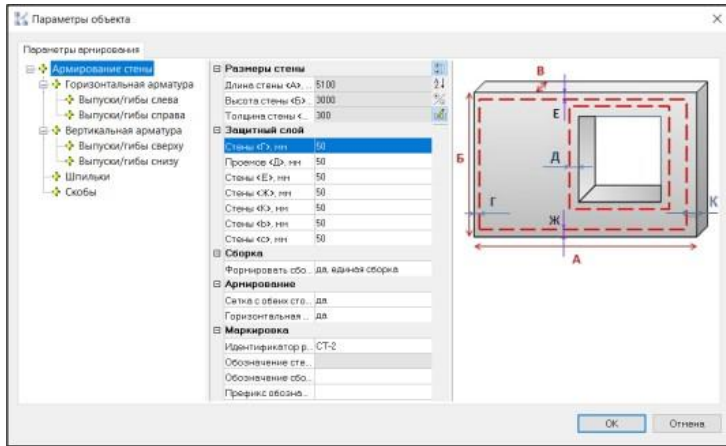 Параметры объекта
Параметры армирования
Армирование стены
Горизонтальная арматура
Выпуски/гибы слева
Выпуски/гибы справа
Вертикальная арматура
Выпуски/гибы сверху
Выпуски/гибы снизу
Шпильки
Скобы
Размеры стены
Длина стены <А>, ... 5100
Высота стены <Б>... 3000
Толщина стены <... 300
Защитный слой
Стены <Г>, мм 50
Проемов <Д>, мм 50
Стены <Е>, мм 50
Стены <Ж>, мм 50
Стены <К>, мм 50
Стены <b>, мм 50
Стены <c>, мм 50
Сборка
Формировать сбо... да, единая сборка
Армирование
Сетка с обеих сто... да
Горизонтальная ... да
Маркировка
Идентификатор р... СТ-2
Обозначение сте...
Обозначение сбо...
Префикс обозна...
В
Е
Б
Д
Г
К
Ж
А
OK
Отмена